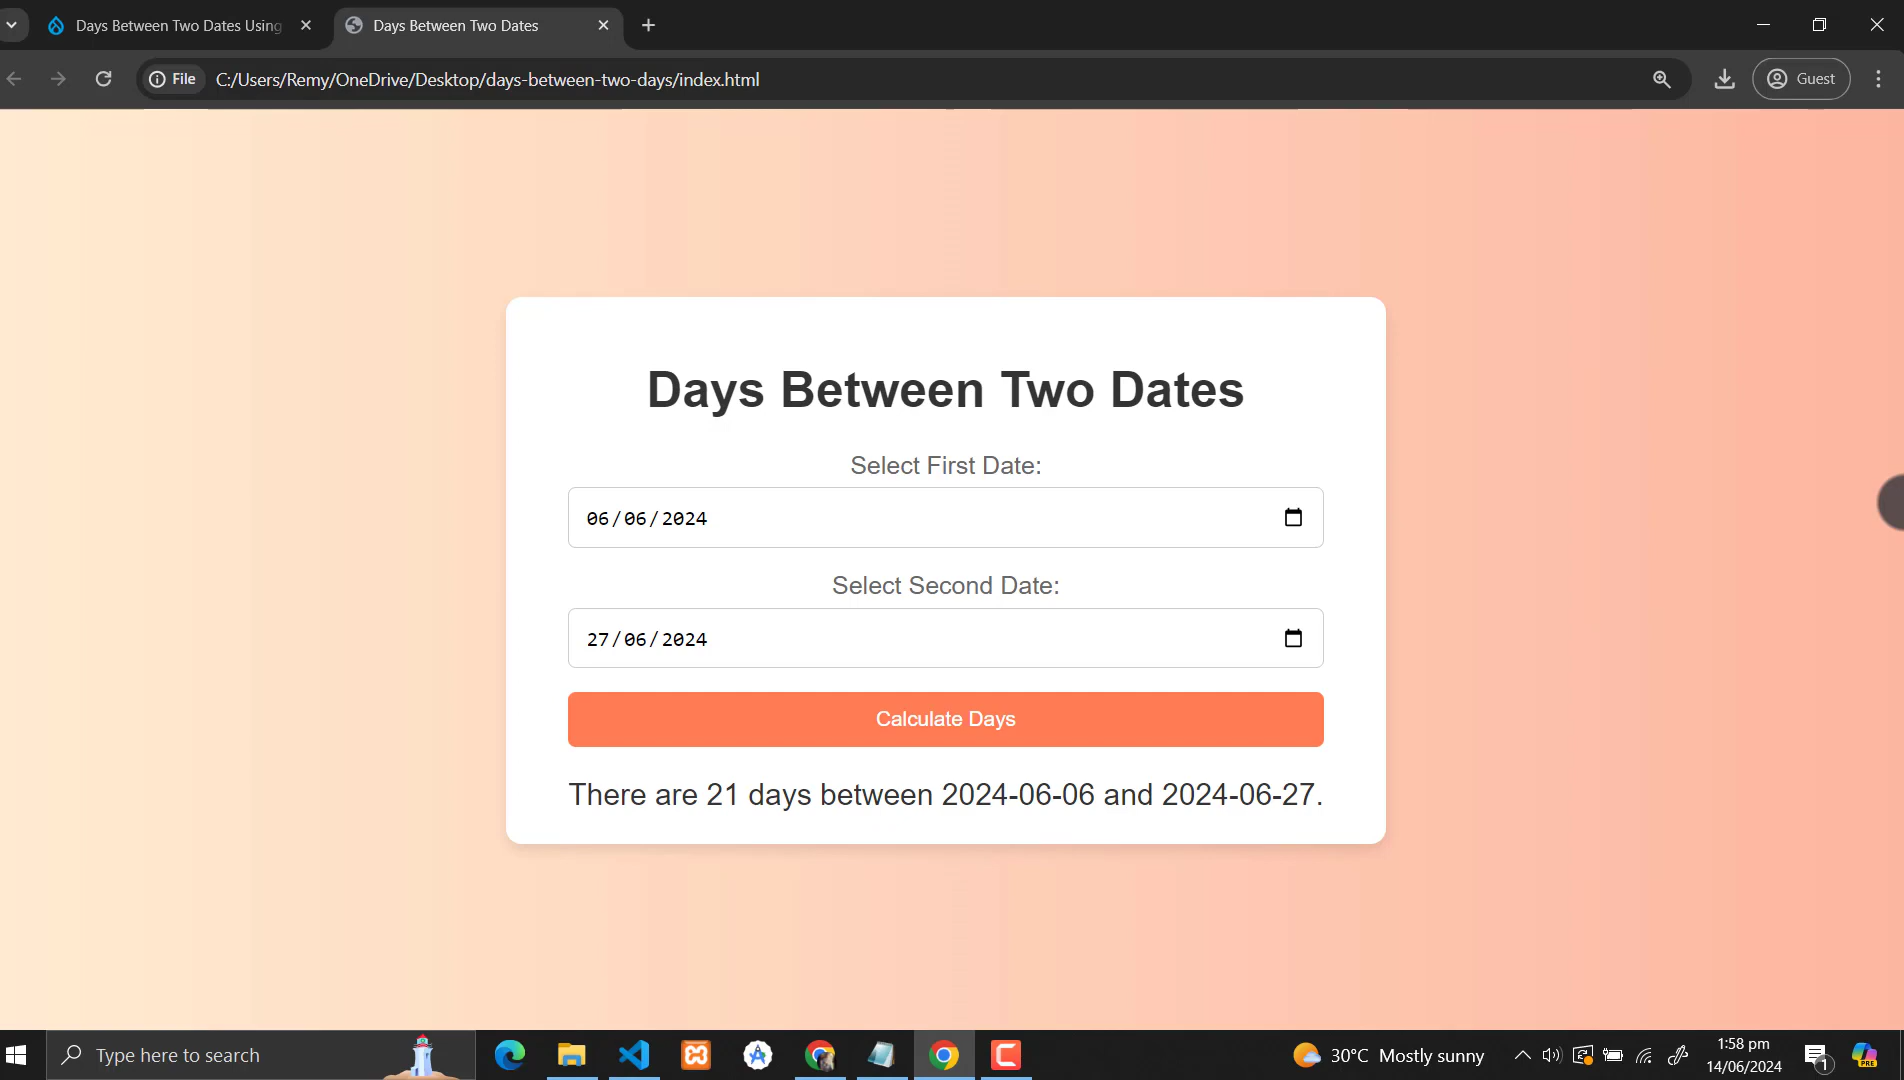 Days Between Two Dates Using
Days Between Two Dates
File
C:/Users/Remy/OneDrive/Desktop/days-between-two-days/index.html
Guest
Days Between Two Dates
Select First Date:
06/06/2024
Select Second Date:
27/06/2024
Calculate Days
There are 21 days between 2024-06-06 and 2024-06-27.
Type here to search
30°C Mostly sunny
1:58 pm
14/06/2024
1
PRE